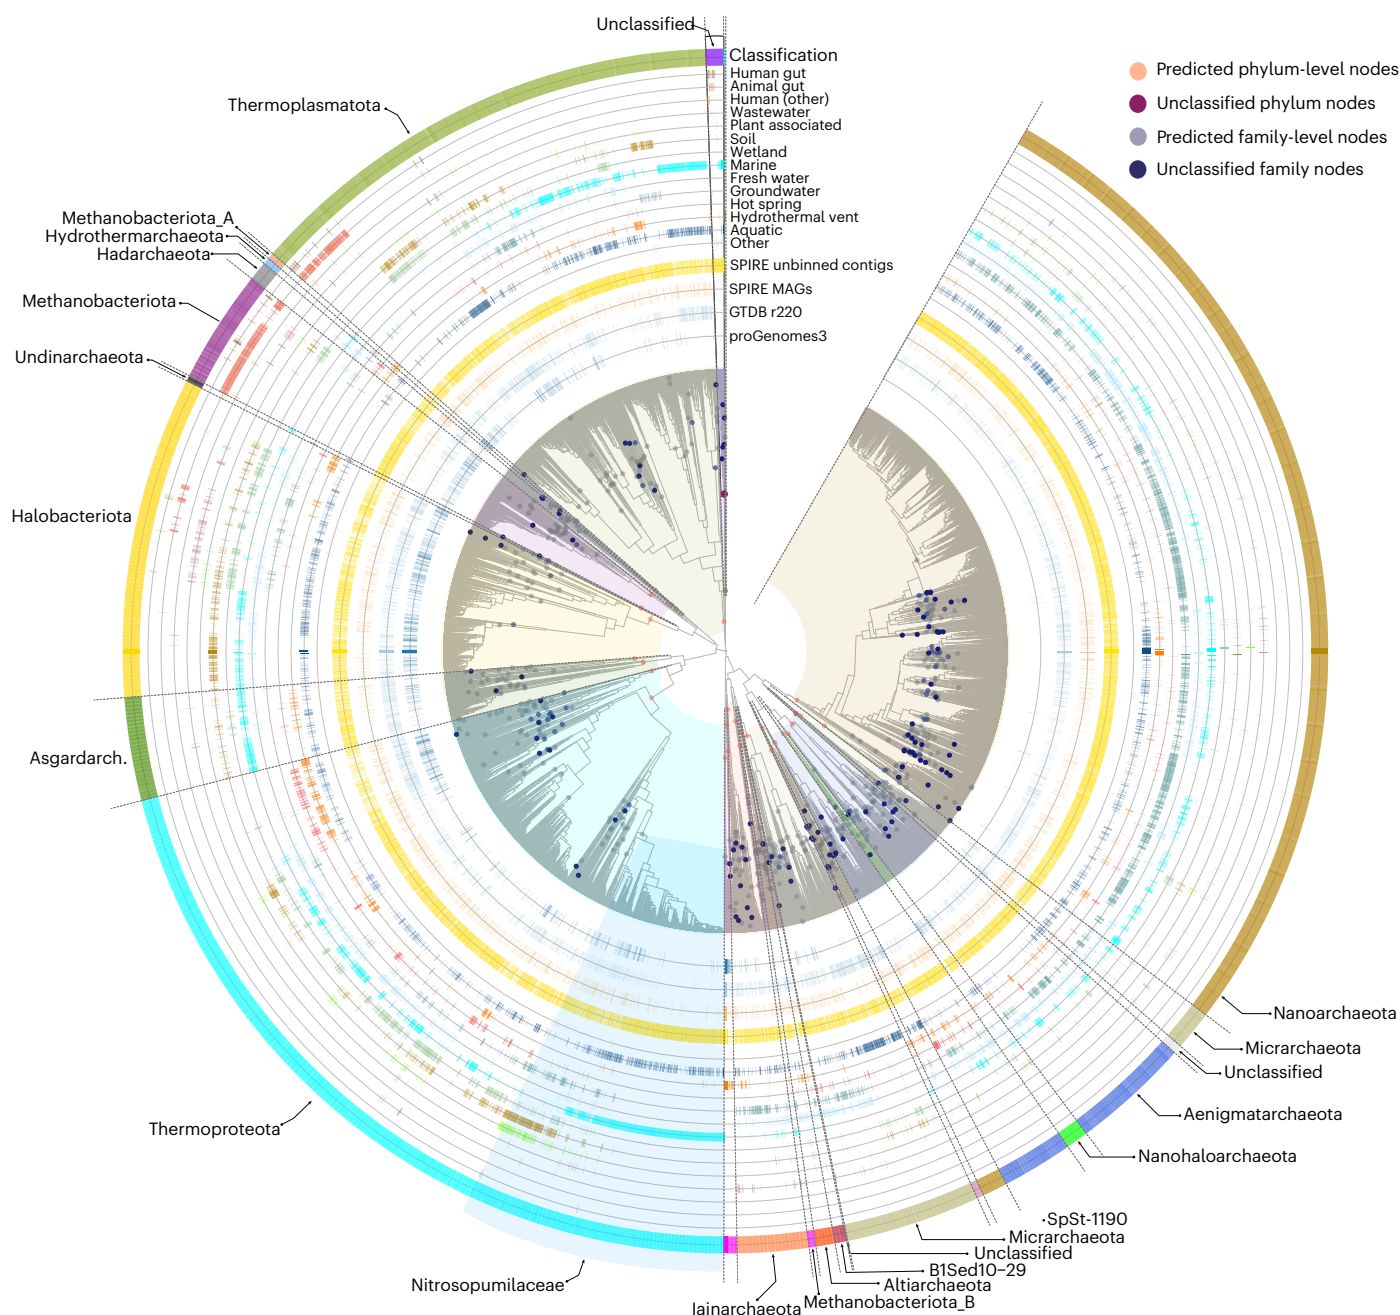 Unclassified
Classification
Human gut
Animal gut
Human (other)
Wastewater
Plant associated
Soil
Wetland
Marine
Fresh water
Groundwater
Hot spring
Hydrothermal vent
Aquatic
Other
SPIRE unbinned contigs
SPIRE MAGs
GTDB r220
proGenomes3
Predicted phylum-level nodes
Unclassified phylum nodes
Predicted family-level nodes
Unclassified family nodes
Thermoplasmatota
Methanobacteriota_A
Hydrothermarchaeota
Hadarchaeota
Methanobacteriota
Undinarchaeota
Halobacteriota
Asgardarch.
Thermoproteota
Nitrosopumilaceae
Nanoarchaeota
Micrarchaeota
Unclassified
Aenigmatarchaeota
Nanohaloarchaeota
SpSt-1190
Micrarchaeota
Unclassified
B1Sed10–29
Altiarchaeota
Methanobacteriota_B
Iainarchaeota